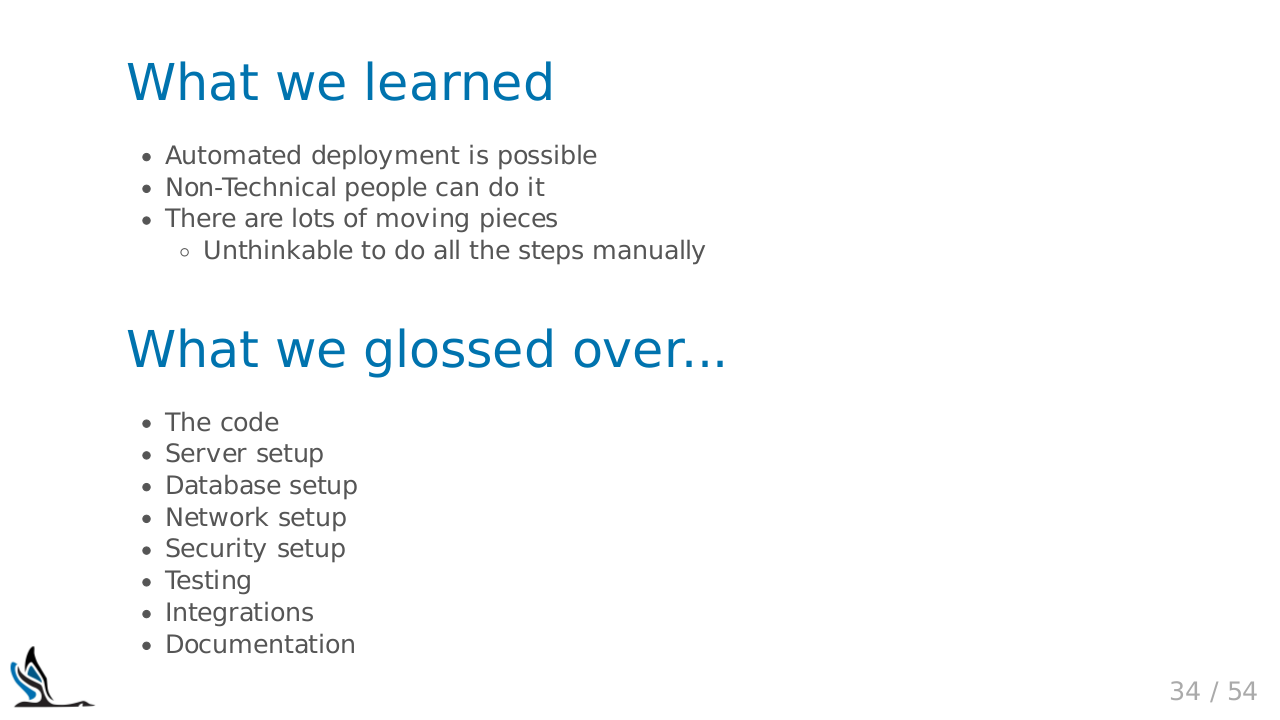 What we learned
Automated deployment is possible
Non-Technical people can do it
There are lots of moving pieces
Unthinkable to do all the steps manually
What we glossed over...
The code
Server setup
Database setup
Network setup
Security setup
Testing
Integrations
Documentation
34 / 54